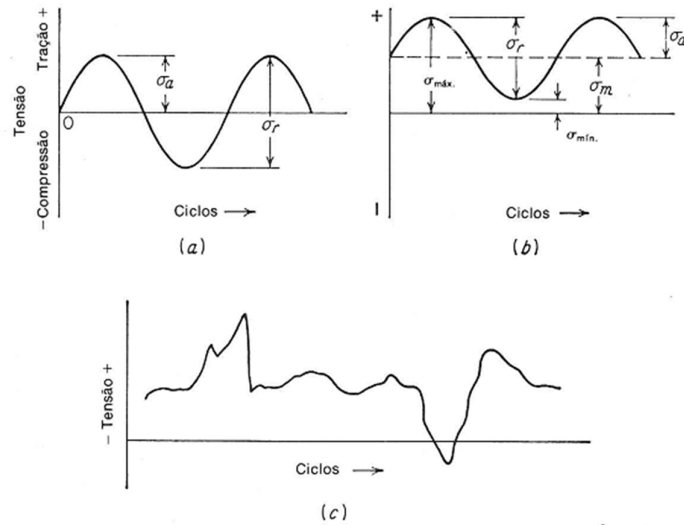 Tensão
Tração +
– Compressão
O
σa
σr
Ciclos
(a)
+
σmáx.
σr
σa
σm
σmín.
Ciclos
(b)
– Tensão +
Ciclos
(c)